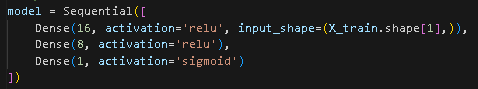 model = Sequential([
    Dense(16, activation='relu', input_shape=(X_train.shape[1],)),
    Dense(8, activation='relu'),
    Dense(1, activation='sigmoid')
])